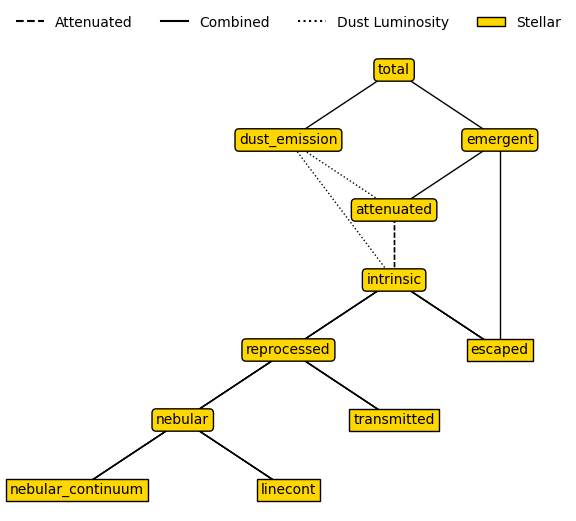 Attenuated Combined Dust Luminosity Stellar
total
dust_emission emergent
attenuated
intrinsic
reprocessed escaped
nebular transmitted
nebular_continuum linecont